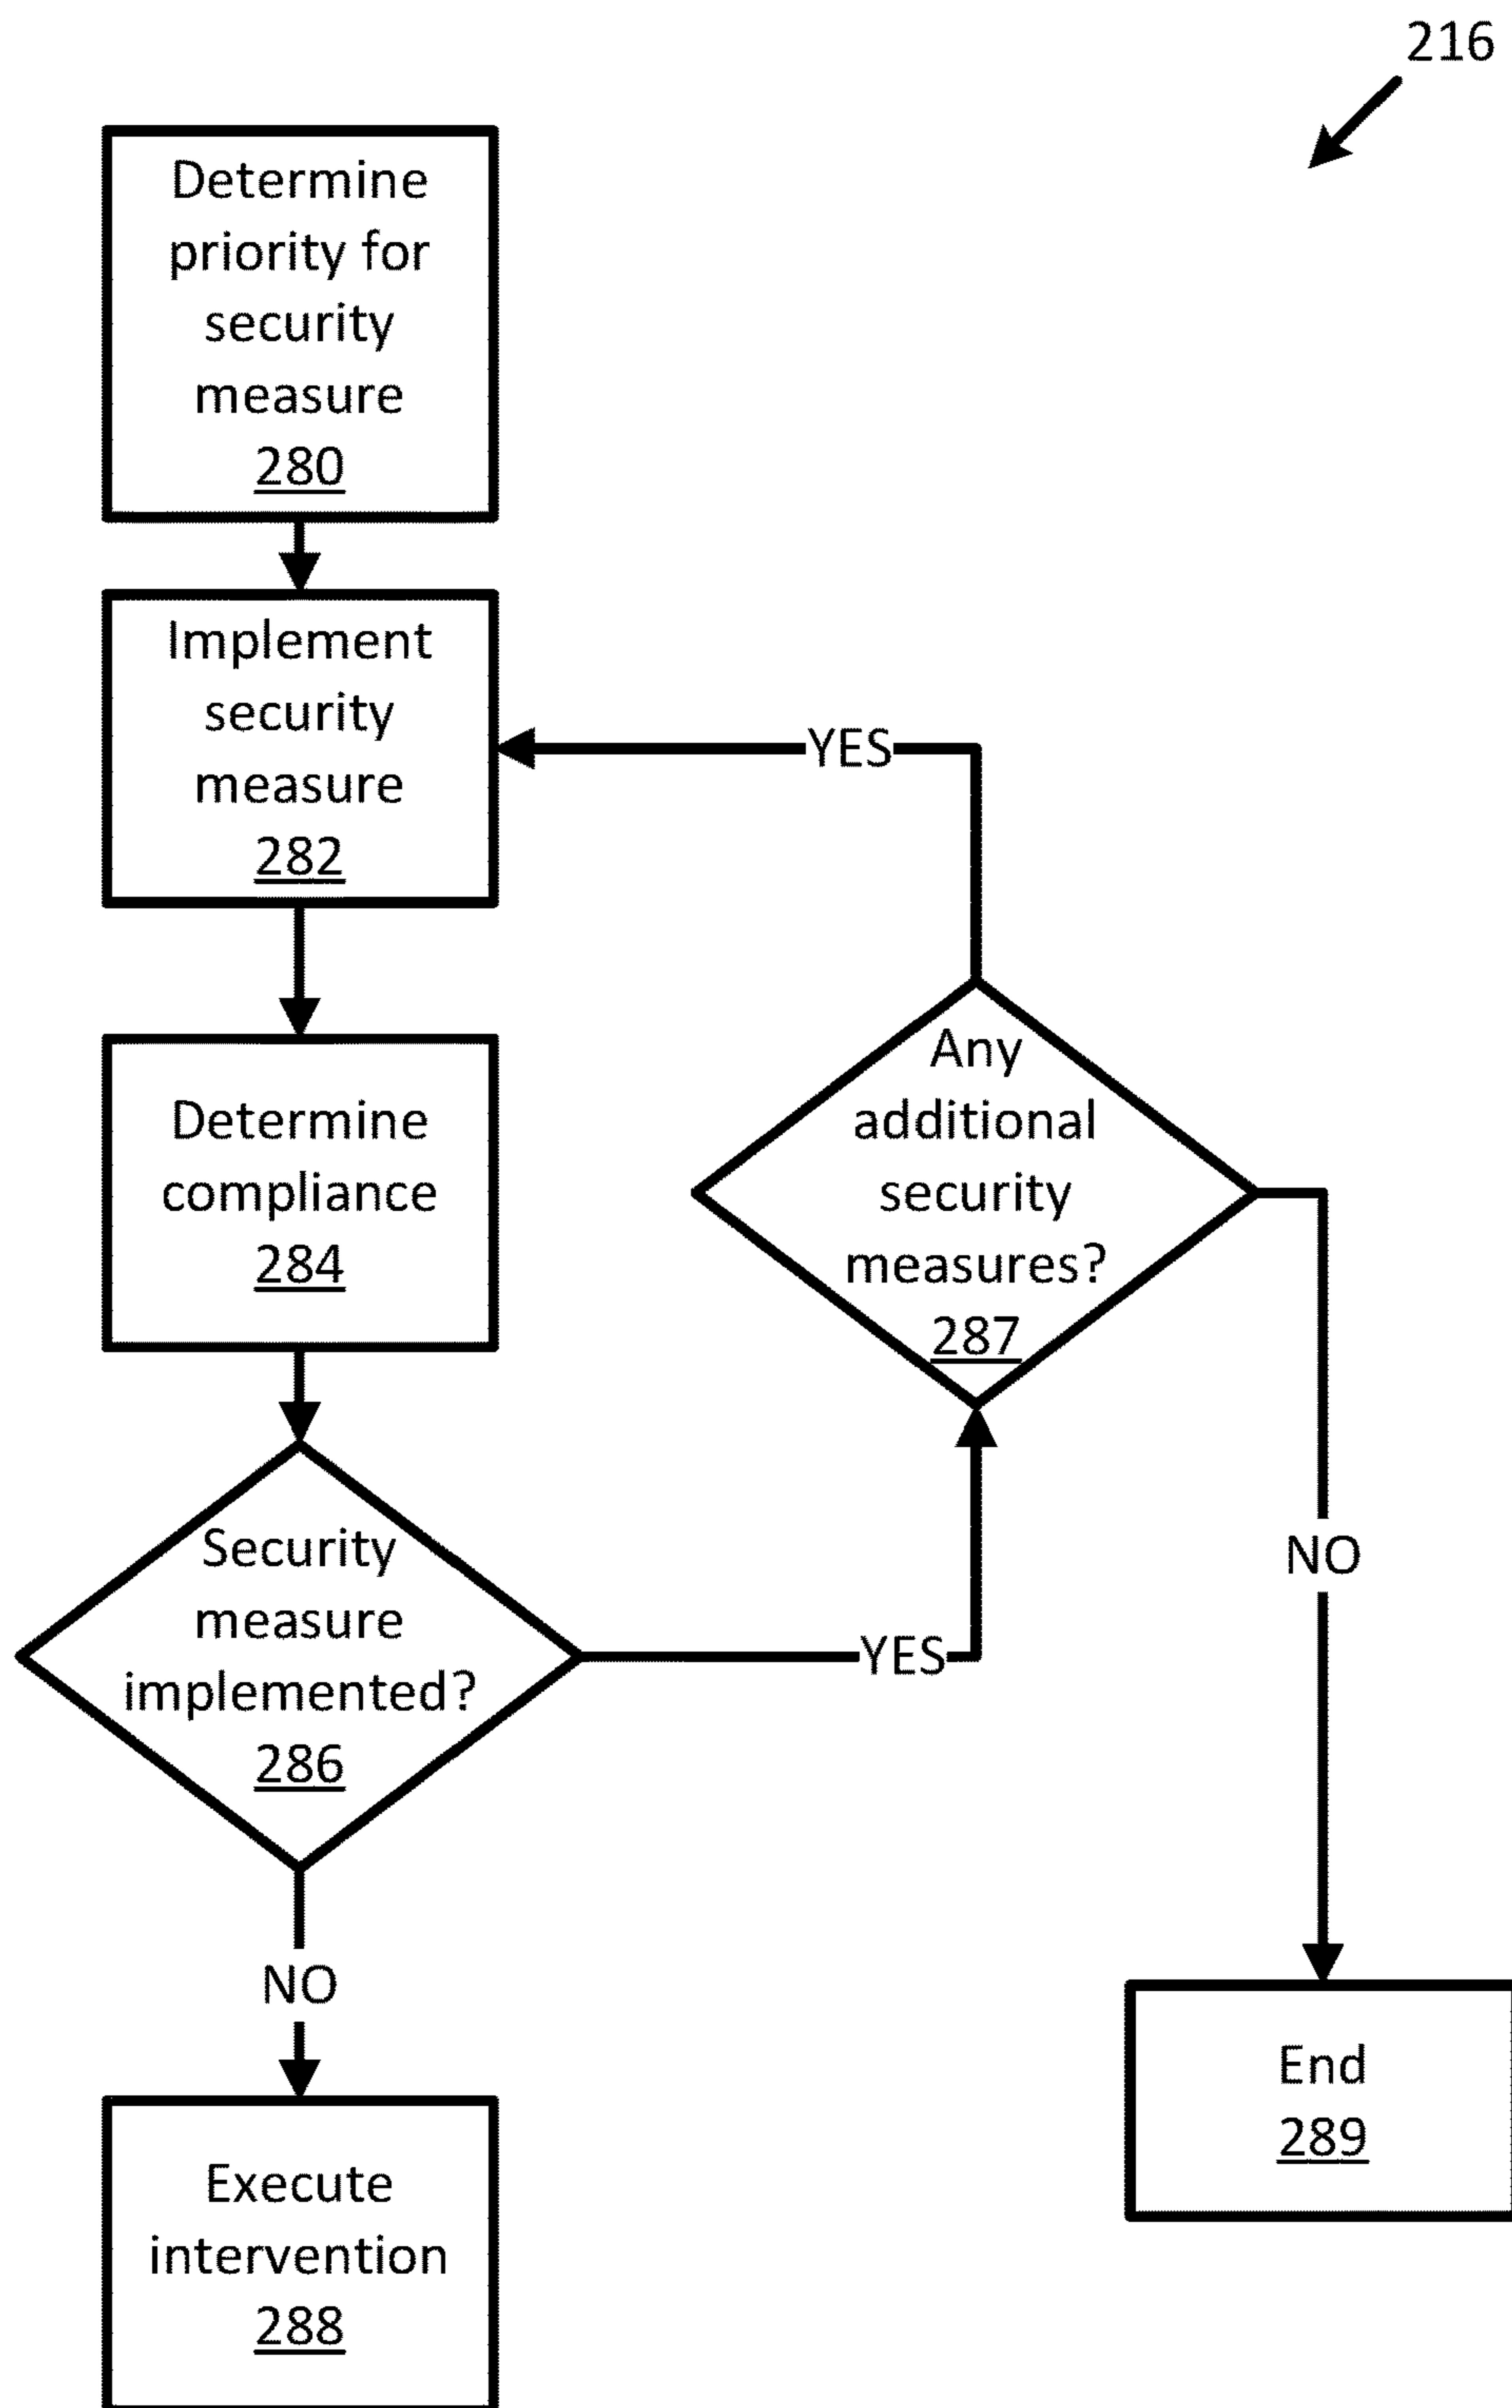 216
Determine
priority for
security
measure
280
Implement
security
measure
282
YES
Determine
compliance
284
Any
additional
security
measures?
287
Security
measure
implemented?
286
YES
NO
NO
End
289
Execute
intervention
288